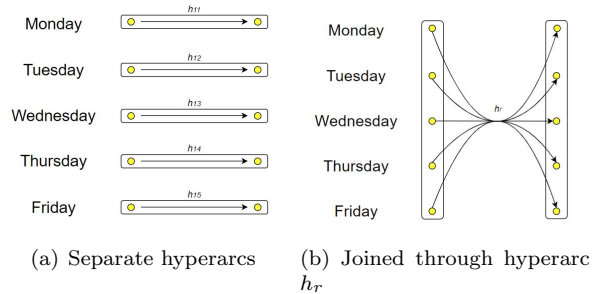 Monday
h11
Tuesday
h12
Wednesday
h13
Thursday
h14
Friday
h15
(a) Separate hyperarcs
Monday
Tuesday
Wednesday
hr
Thursday
Friday
(b) Joined through hyperarc
hr